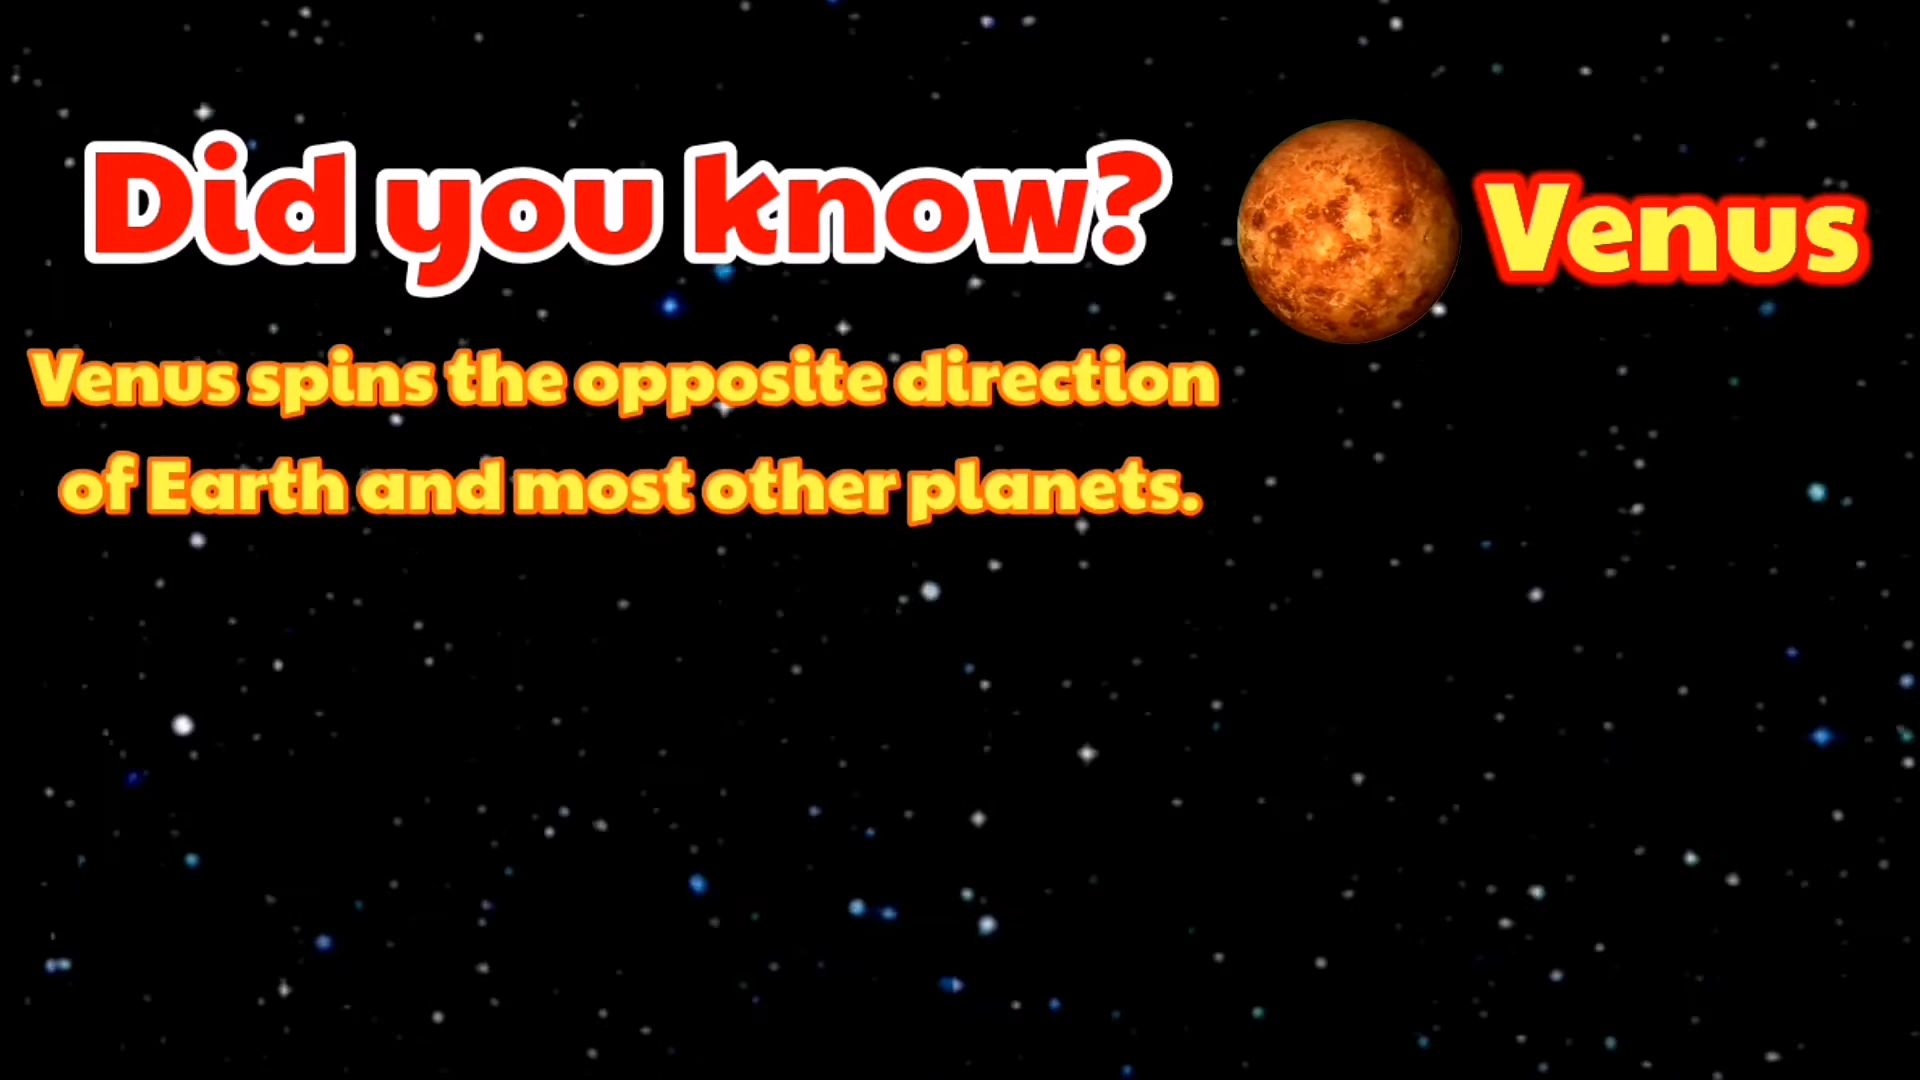 Did you know?
Venus
Venus spins the opposite direction
of Earth and most other planets.